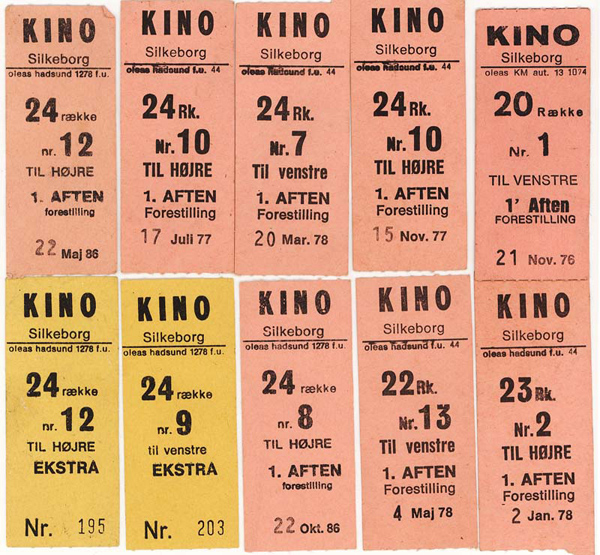 KINO
Silkeborg
oleas hadsund 1278 f.u.
24 række
nr. 12
TIL HØJRE
1. AFTEN
forestilling
22 Maj 86
KINO
Silkeborg
oleas hadsund f.u. 44
24 Rk.
Nr. 10
TIL HØJRE
1. AFTEN
Forestilling
17 Juli 77
KINO
Silkeborg
oleas hadsund f.u. 44
24 Rk.
Nr. 7
Til venstre
1. AFTEN
Forestilling
20 Mar. 78
KINO
Silkeborg
oleas hadsund f.u. 44
24 Rk.
Nr. 10
TIL HØJRE
1. AFTEN
Forestilling
15 Nov. 77
KINO
Silkeborg
oleas KM aut. 13 1074
20 Række
Nr. 1
TIL VENSTRE
1' Aften
FORESTILLING
21 Nov. 76
KINO
Silkeborg
oleas hadsund 1278 f.u.
24 række
nr. 12
TIL HØJRE
EKSTRA
Nr. 195
KINO
Silkeborg
oleas hadsund 1278 f.u.
24 række
nr. 9
til venstre
EKSTRA
Nr. 203
KINO
Silkeborg
oleas hadsund 1278 f.u.
24 række
nr. 8
TIL HØJRE
1. AFTEN
forestilling
22 Okt. 86
KINO
Silkeborg
oleas hadsund f.u. 44
22 Rk.
Nr. 13
Til venstre
1. AFTEN
Forestilling
4 Maj 78
KINO
Silkeborg
oleas hadsund f.u. 44
23 Rk.
Nr. 2
TIL HØJRE
1. AFTEN
Forestilling
2 Jan. 78